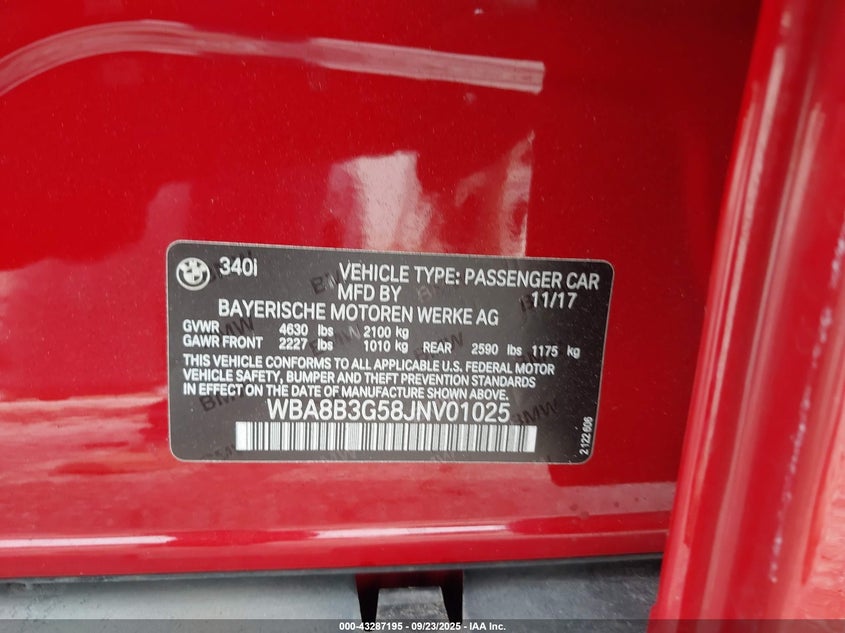 340i
VEHICLE TYPE: PASSENGER CAR
MFD BY 11/17
BAYERISCHE MOTOREN WERKE AG
GVWR 4630 lbs 2100 kg
GAWR FRONT 2227 lbs 1010 kg REAR 2590 lbs 1175 kg
THIS VEHICLE CONFORMS TO ALL APPLICABLE U.S. FEDERAL MOTOR
VEHICLE SAFETY, BUMPER AND THEFT PREVENTION STANDARDS
IN EFFECT ON THE DATE OF MANUFACTURE SHOWN ABOVE.
WBA8B3G58JNV01025
2 122 606
000-43287195 - 09/23/2025 - IAA Inc.